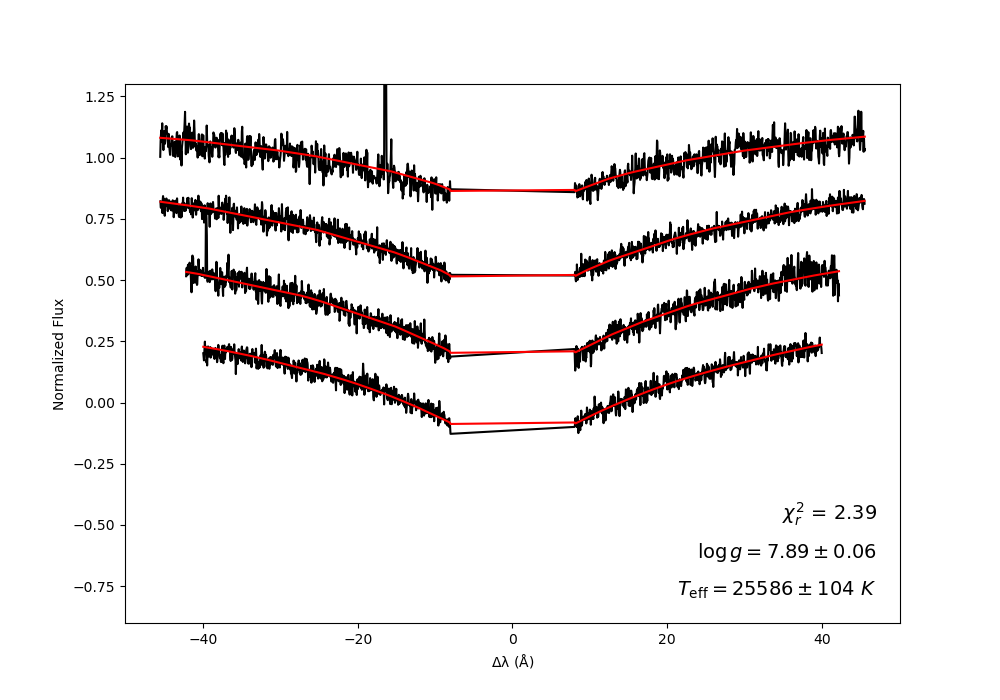 1.25
1.00
0.75
0.50
0.25
0.00
−0.25
−0.50
−0.75
Normalized Flux
χ²ᵣ = 2.39
log g = 7.89 ± 0.06
T_eff = 25586 ± 104 K
−40
−20
0
20
40
Δλ (Å)